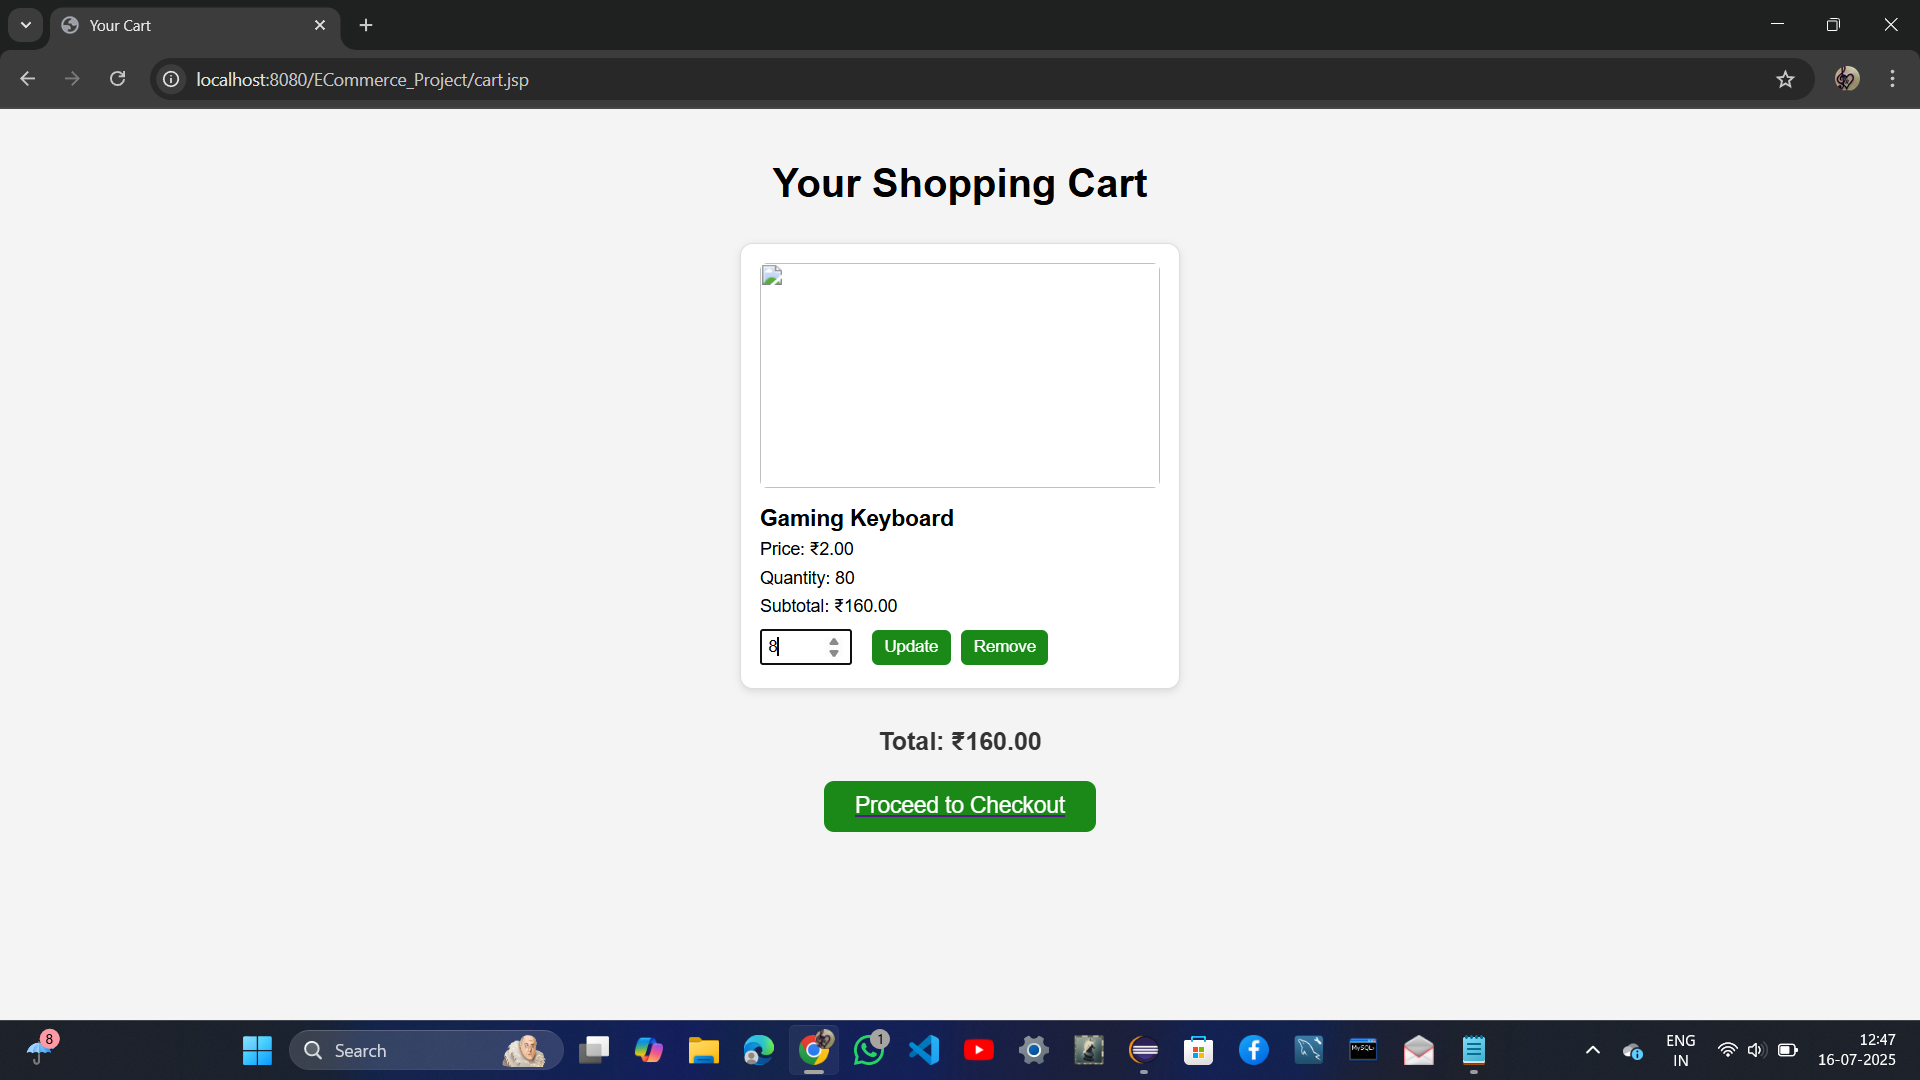 Your Cart
localhost:8080/ECommerce_Project/cart.jsp
Your Shopping Cart
Gaming Keyboard
Price: ₹2.00
Quantity: 80
Subtotal: ₹160.00
8
Update
Remove
Total: ₹160.00
Proceed to Checkout
8
Search
1
MySQL
ENG
IN
12:47
16-07-2025